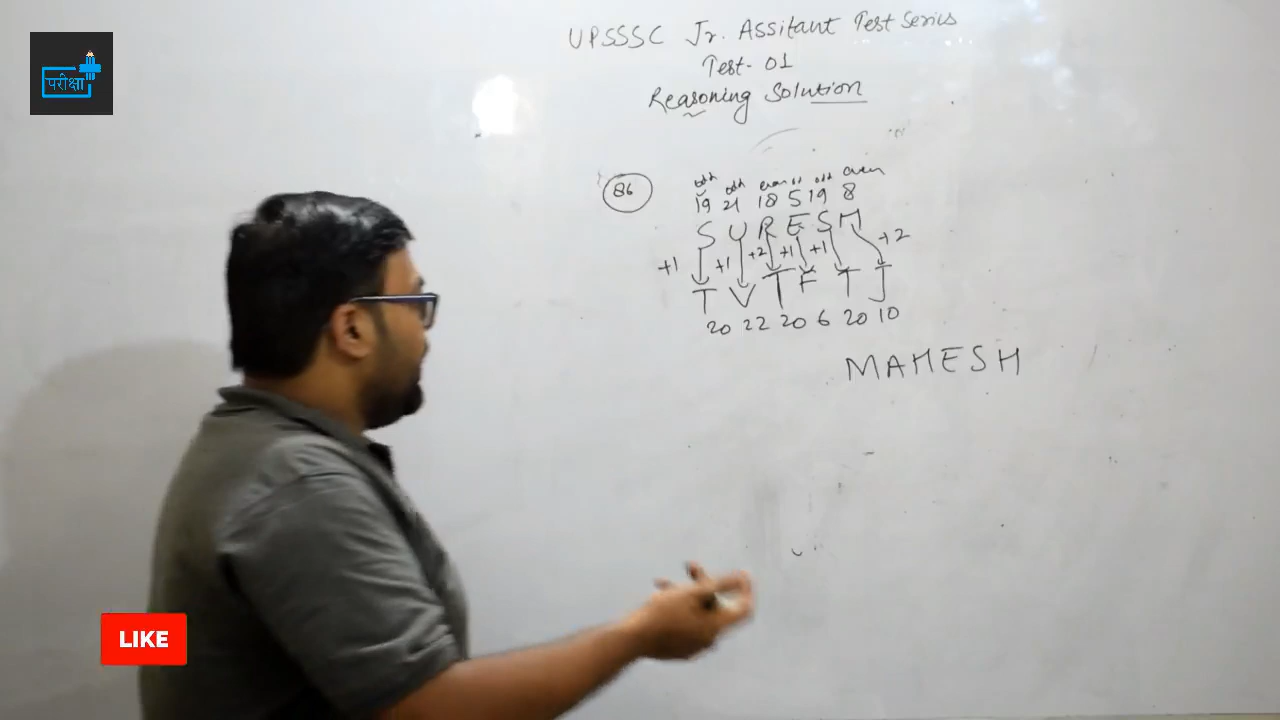 परीक्षा
UPSSSC Jr. Assitant Test Series
Test- 01
Reasoning Solution
86
odd odd even odd even
19 21 18 5 19 8
S U R E S H
+1 +1 +2 +1 +1 +2
T V T F T J
20 22 20 6 20 10
MAHESH
LIKE